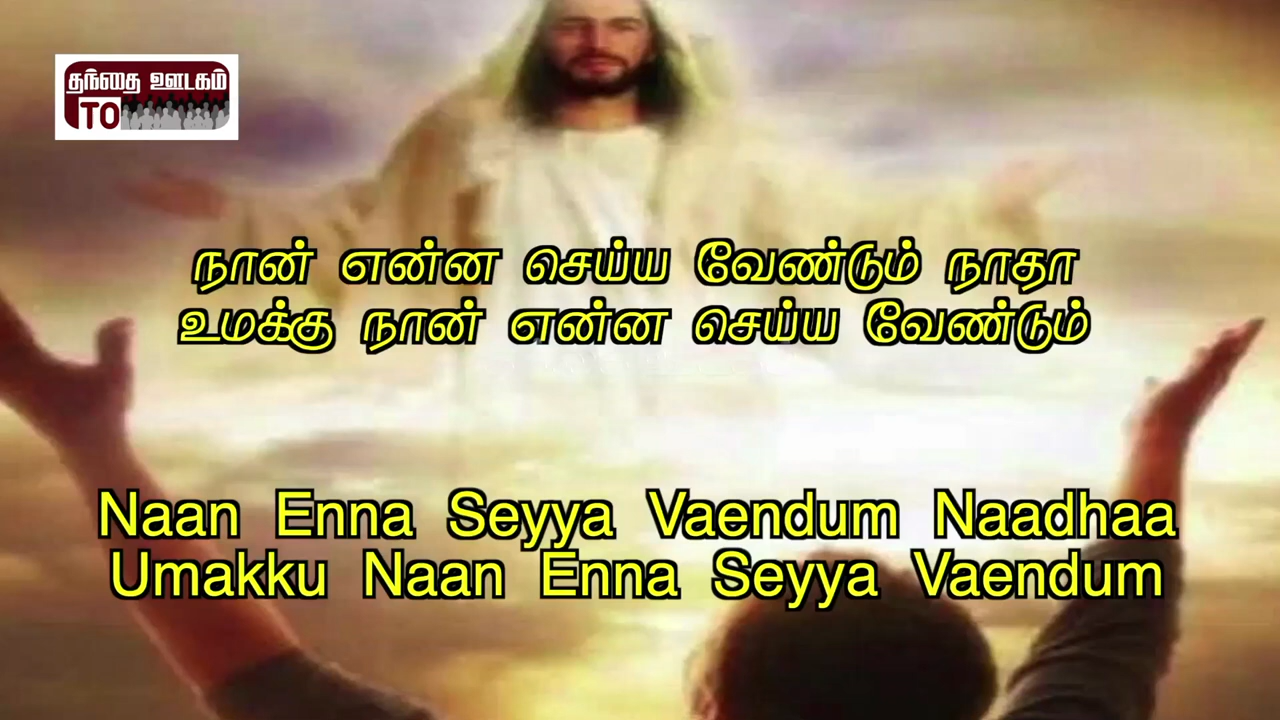 தந்தை ஊடகம்
TO
நான் என்ன செய்ய வேண்டும் நாதா
உமக்கு நான் என்ன செய்ய வேண்டும்
Naan Enna Seyya Vaendum Naadhaa
Umakku Naan Enna Seyya Vaendum